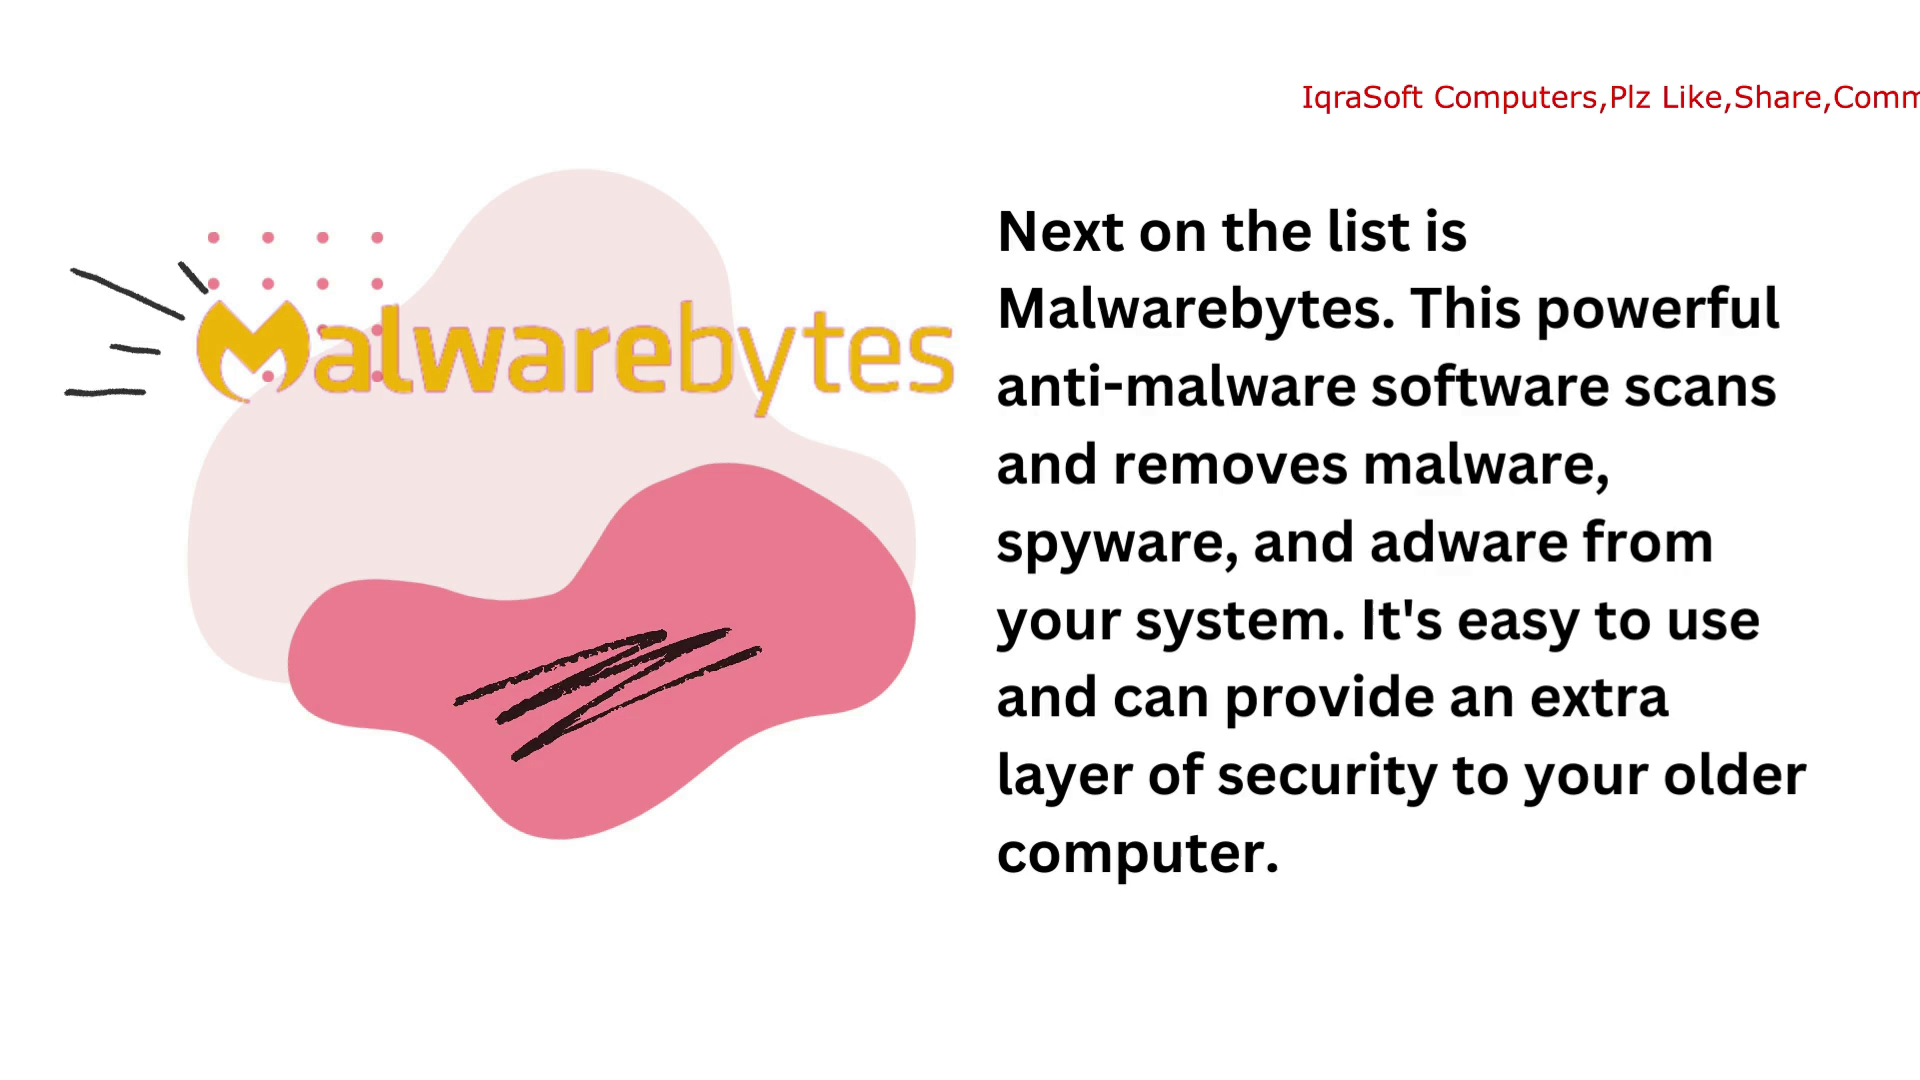 IqraSoft Computers,Plz Like,Share,Comm
Malwarebytes
Next on the list is
Malwarebytes. This powerful
anti-malware software scans
and removes malware,
spyware, and adware from
your system. It's easy to use
and can provide an extra
layer of security to your older
computer.